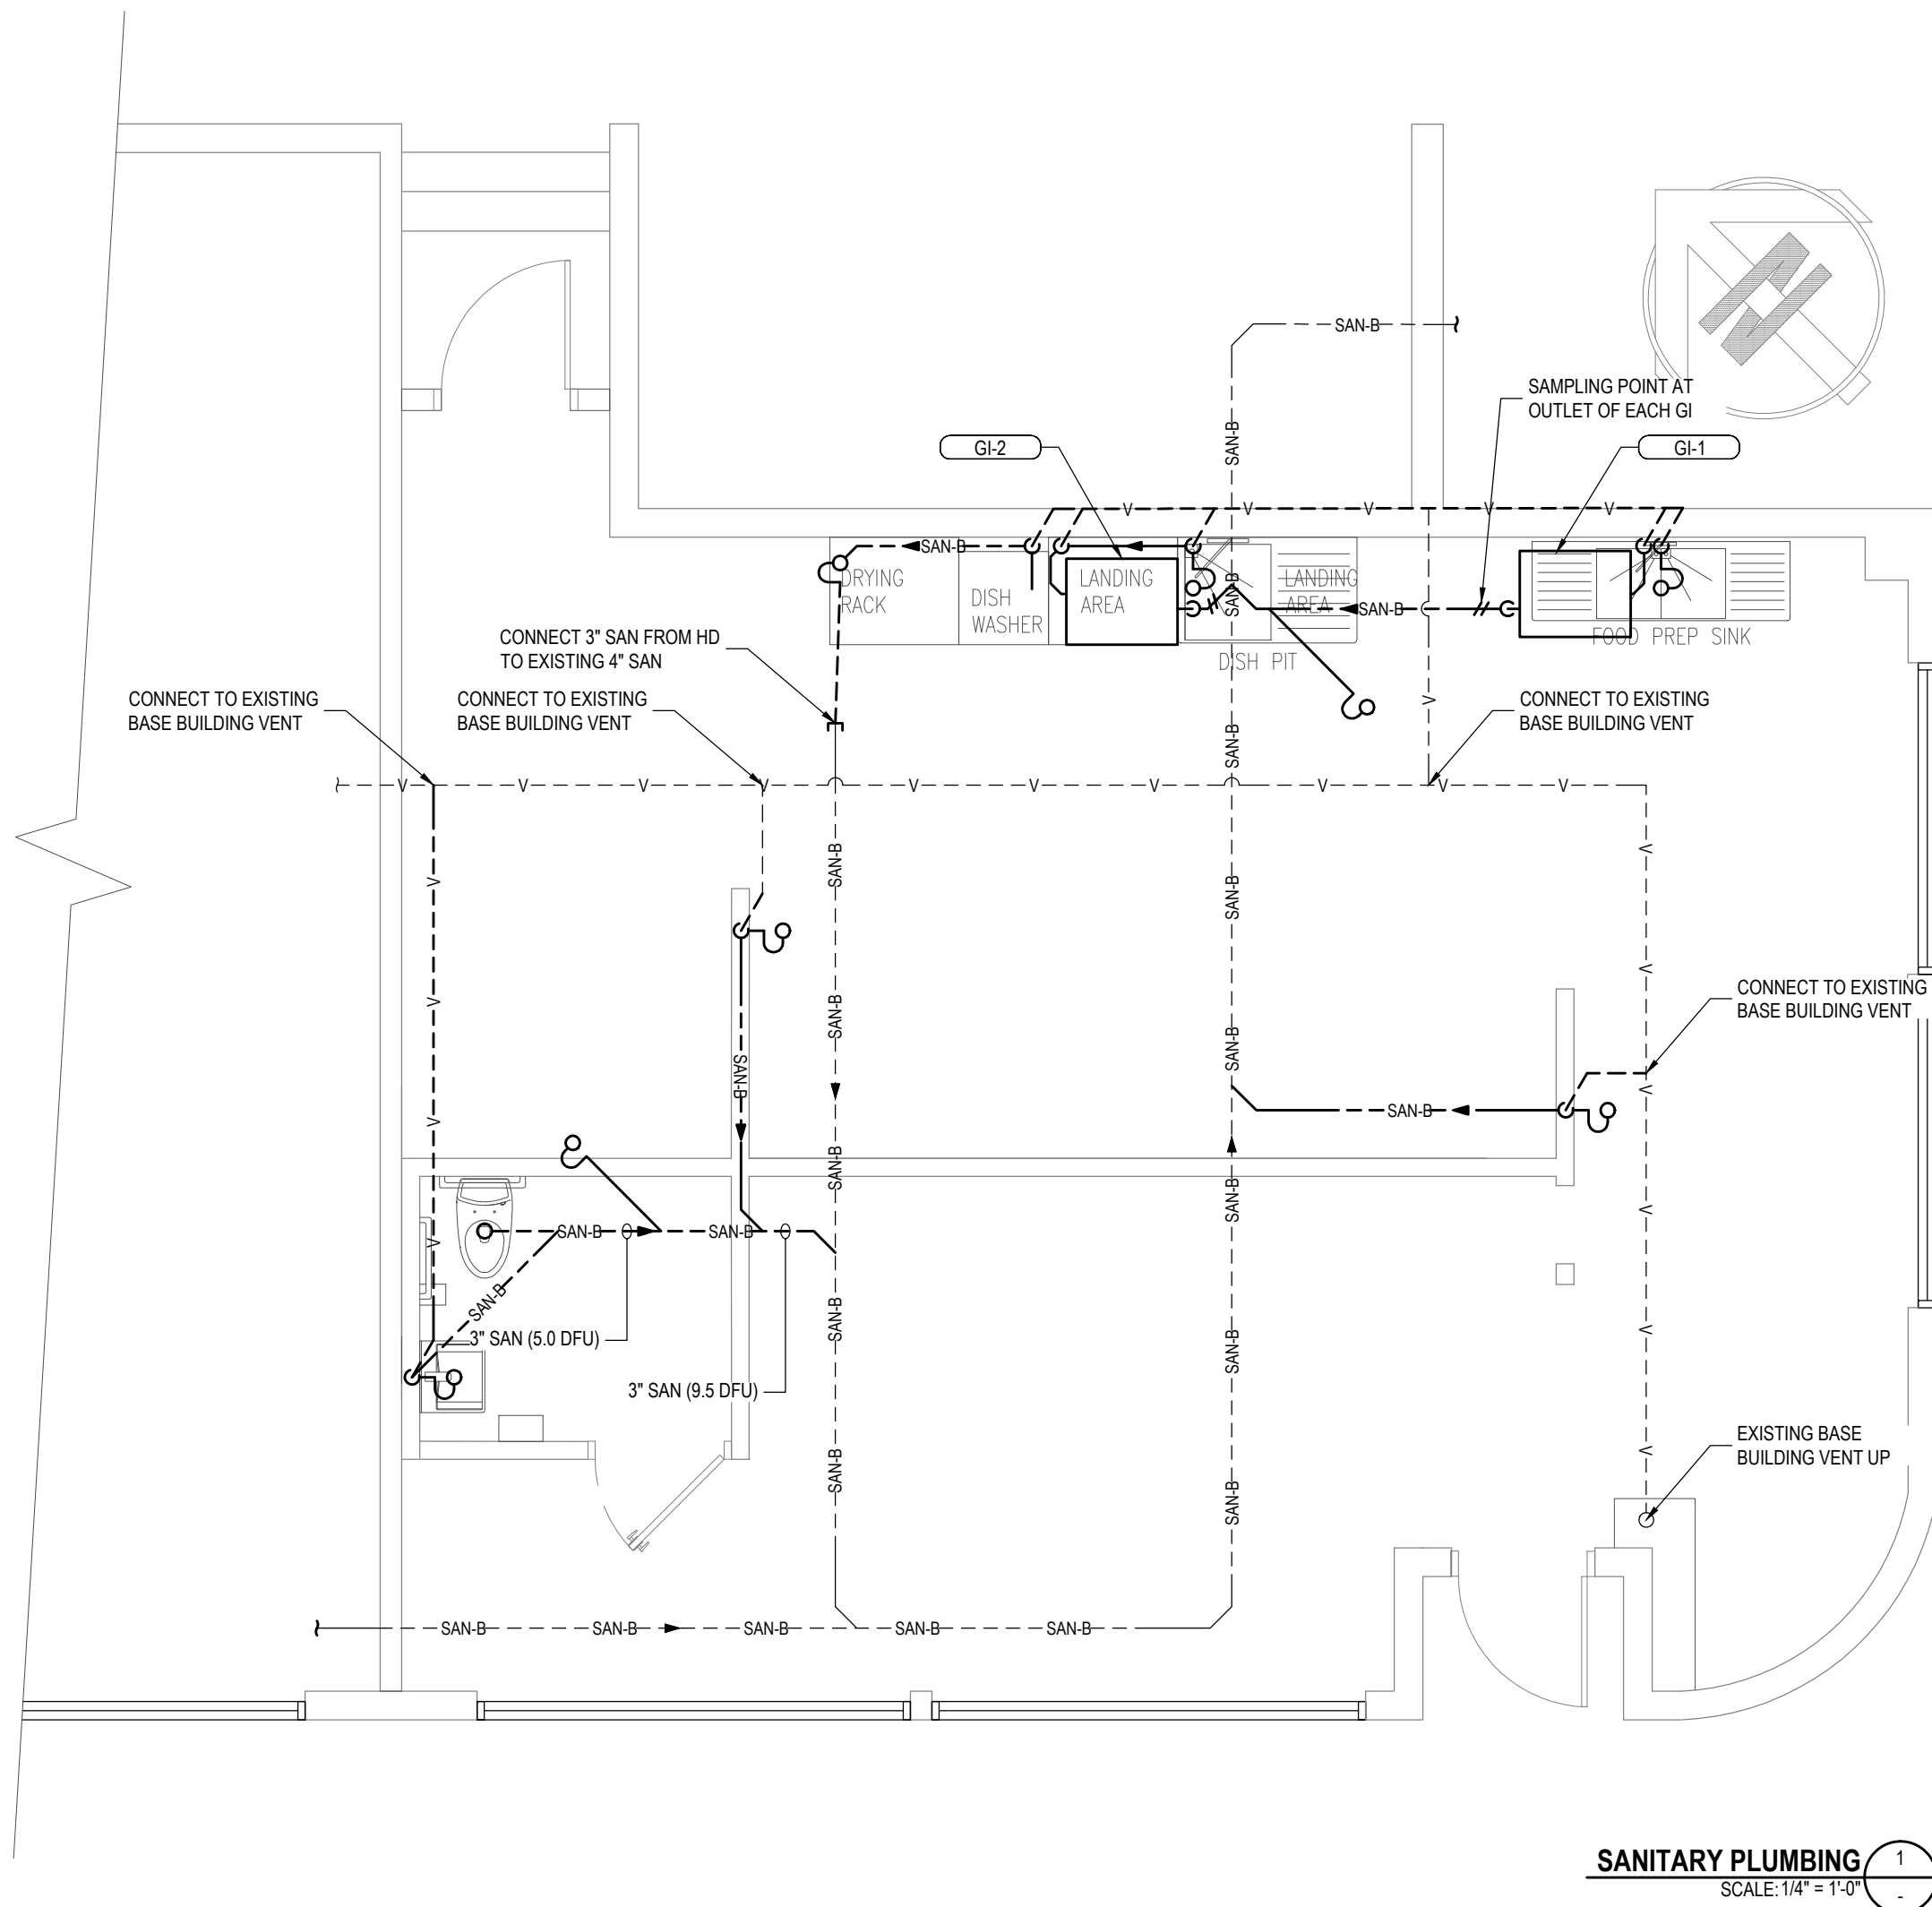 SAN-B
SAMPLING POINT AT
OUTLET OF EACH GI
SAN-B
GI-2
GI-1
V
V
V
V
V
SAN-B
SAN-B
DRYING
RACK
DISH
WASHER
LANDING
AREA
LANDING
AREA
SAN-B
FOOD PREP SINK
DISH PIT
CONNECT 3" SAN FROM HD
TO EXISTING 4" SAN
CONNECT TO EXISTING
BASE BUILDING VENT
CONNECT TO EXISTING
BASE BUILDING VENT
V
CONNECT TO EXISTING
BASE BUILDING VENT
SAN-B
V
V
V
V
V
V
V
V
V
V
V
SAN-B
SAN-B
V
V
V
SAN-B
SAN-B
CONNECT TO EXISTING
BASE BUILDING VENT
SAN-B
V
V
SAN-B
SAN-B
V
SAN-B
SAN-B
V
SAN-B
SAN-B
V
SAN-B
3" SAN (5.0 DFU)
SAN-B
SAN-B
V
3" SAN (9.5 DFU)
EXISTING BASE
BUILDING VENT UP
V
SAN-B
SAN-B
SAN-B
SAN-B
SAN-B
SAN-B
SAN-B
SANITARY PLUMBING
1
SCALE: 1/4" = 1'-0"
-